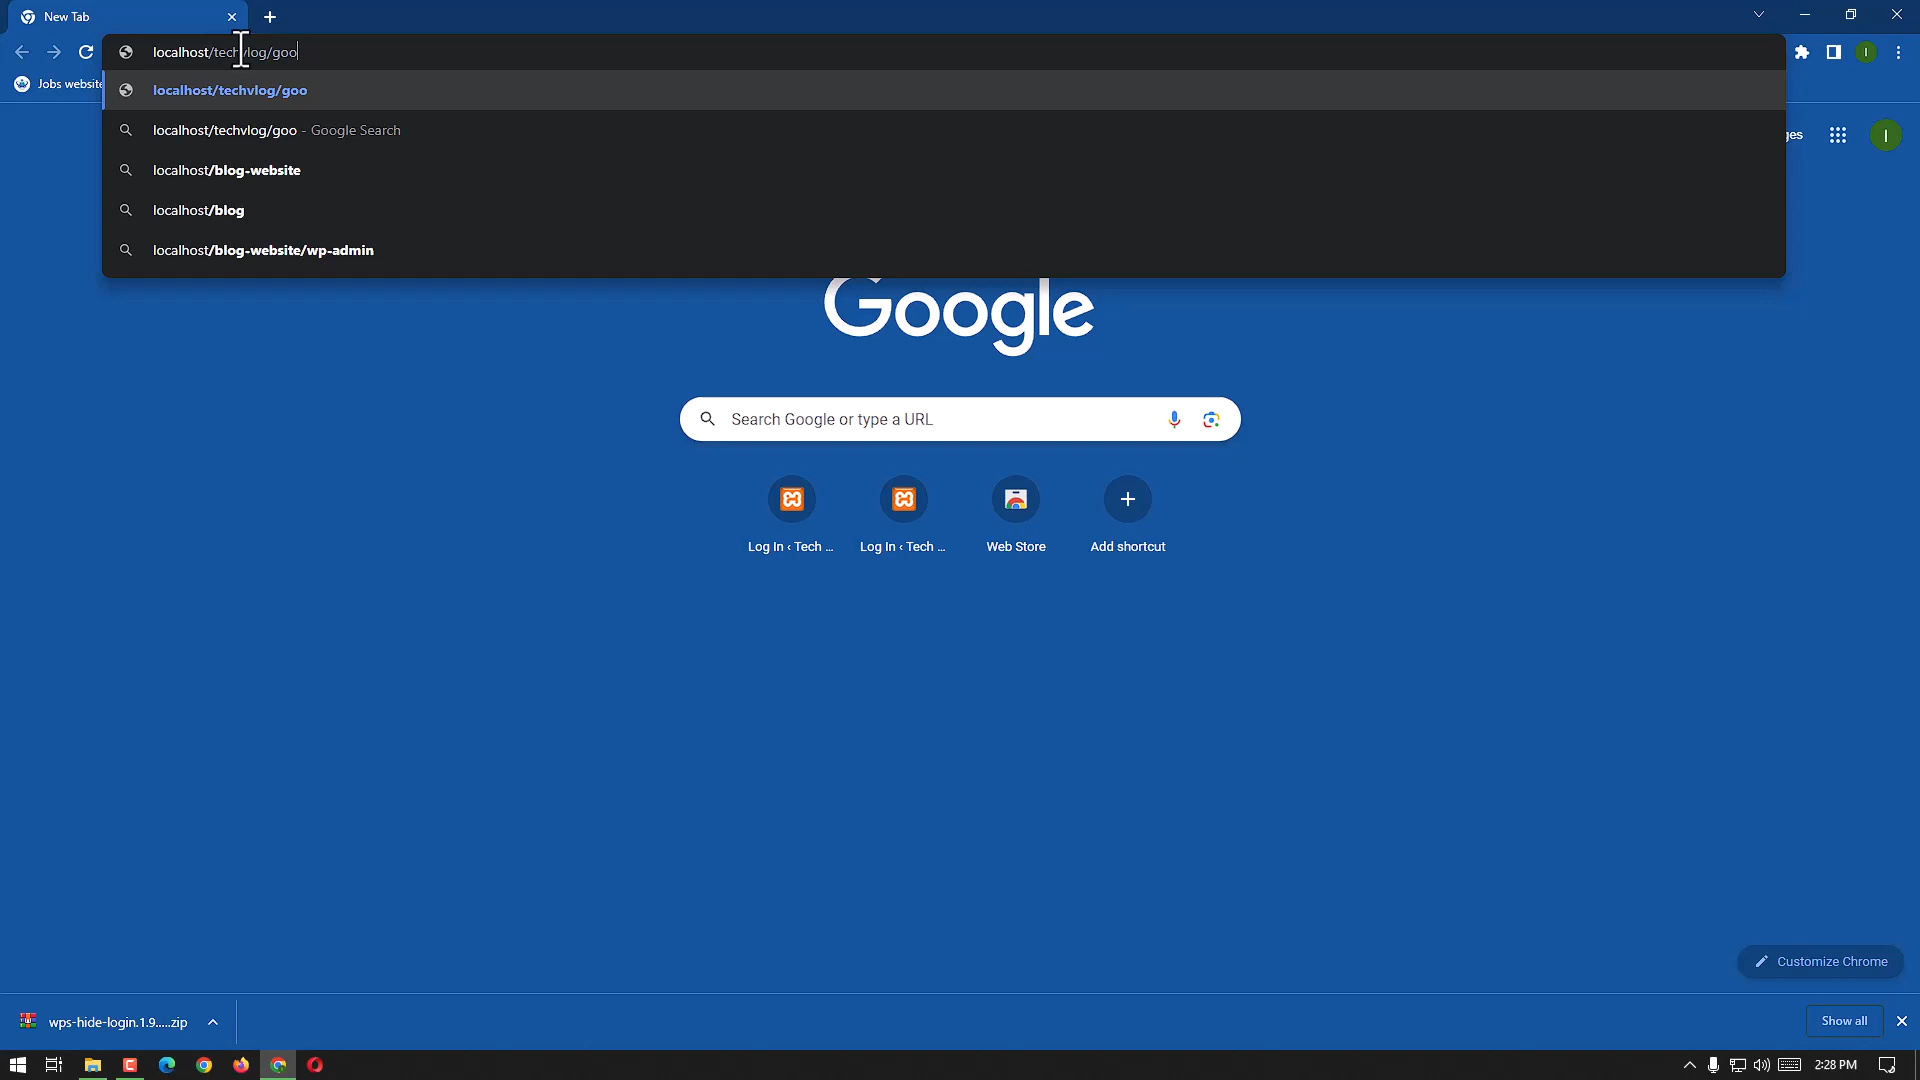 New Tab
localhost/techvlog/goo
Jobs website
localhost/techvlog/goo
localhost/techvlog/goo - Google Search
localhost/blog-website
localhost/blog
localhost/blog-website/wp-admin
I
I
Google
Search Google or type a URL
Log In ‹ Tech ...
Log In ‹ Tech ...
Web Store
Add shortcut
Customize Chrome
wps-hide-login.1.9.....zip
Show all
2:28 PM